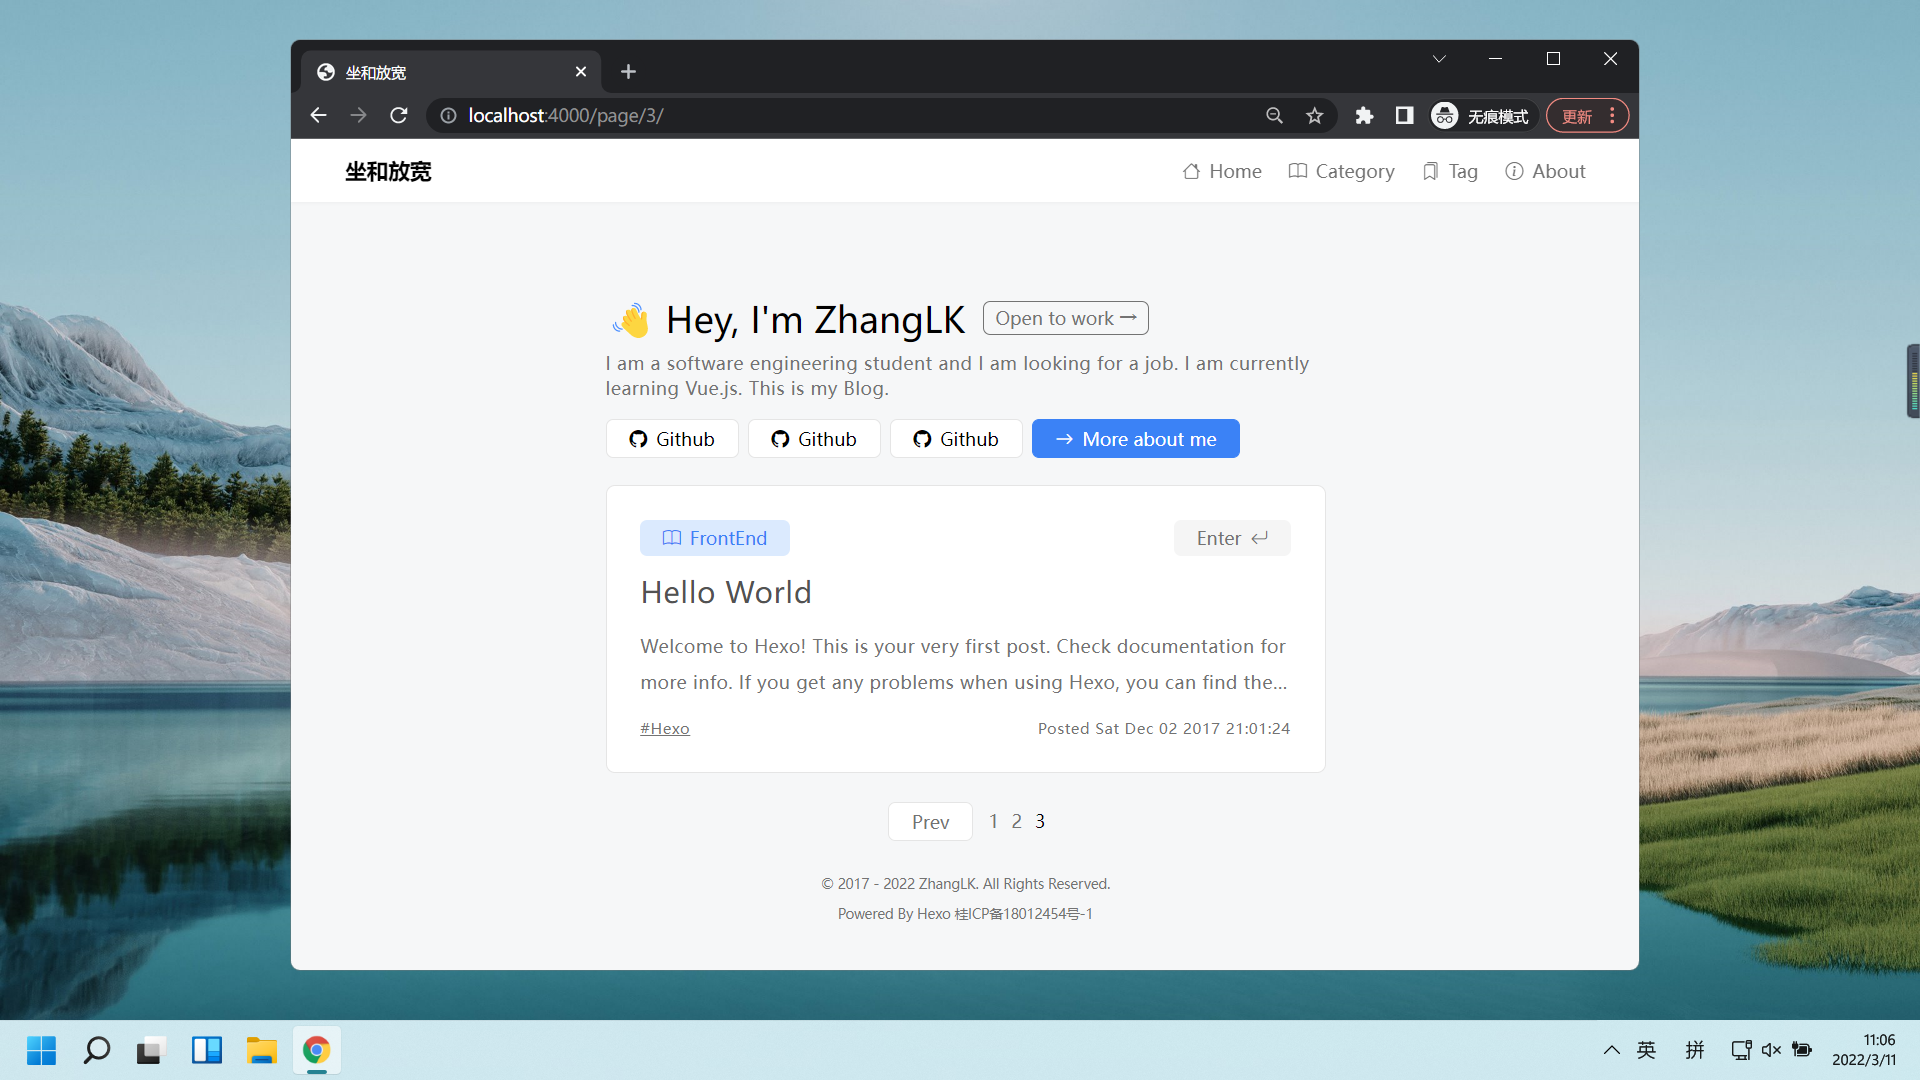 坐和放宽
localhost:4000/page/3/
无痕模式
更新
坐和放宽
Home
Category
Tag
About
Hey, I'm ZhangLK
Open to work
I am a software engineering student and I am looking for a job. I am currently
learning Vue.js. This is my Blog.
Github
Github
Github
More about me
FrontEnd
Enter
Hello World
Welcome to Hexo! This is your very first post. Check documentation for
more info. If you get any problems when using Hexo, you can find the...
#Hexo
Posted Sat Dec 02 2017 21:01:24
Prev
1 2 3
© 2017 - 2022 ZhangLK. All Rights Reserved.
Powered By Hexo 桂ICP备18012454号-1
英
拼
11:06
2022/3/11